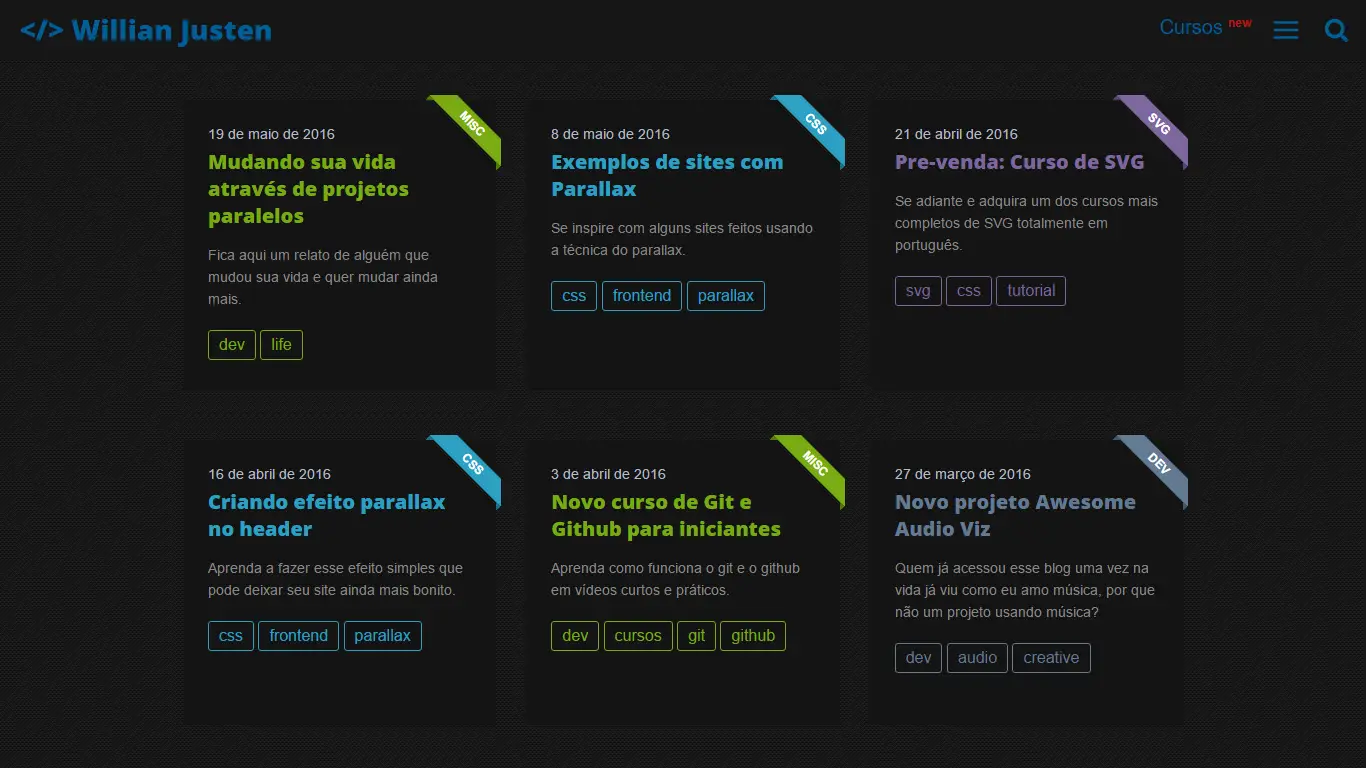 </> Willian Justen
Cursos new
MISC
19 de maio de 2016
Mudando sua vida
através de projetos
paralelos
Fica aqui um relato de alguém que
mudou sua vida e quer mudar ainda
mais.
dev life
CSS
8 de maio de 2016
Exemplos de sites com
Parallax
Se inspire com alguns sites feitos usando
a técnica do parallax.
css frontend parallax
SVG
21 de abril de 2016
Pre-venda: Curso de SVG
Se adiante e adquira um dos cursos mais
completos de SVG totalmente em
português.
svg css tutorial
CSS
16 de abril de 2016
Criando efeito parallax
no header
Aprenda a fazer esse efeito simples que
pode deixar seu site ainda mais bonito.
css frontend parallax
MISC
3 de abril de 2016
Novo curso de Git e
Github para iniciantes
Aprenda como funciona o git e o github
em vídeos curtos e práticos.
dev cursos git github
DEV
27 de março de 2016
Novo projeto Awesome
Audio Viz
Quem já acessou esse blog uma vez na
vida já viu como eu amo música, por que
não um projeto usando música?
dev audio creative